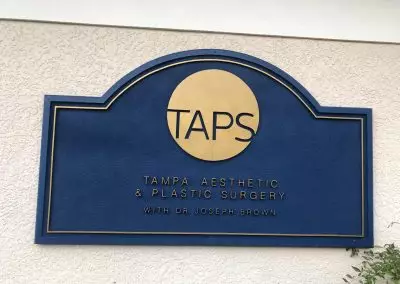 TAPS
TAMPA AESTHETIC
& PLASTIC SURGERY
WITH DR JOSEPH BROWN